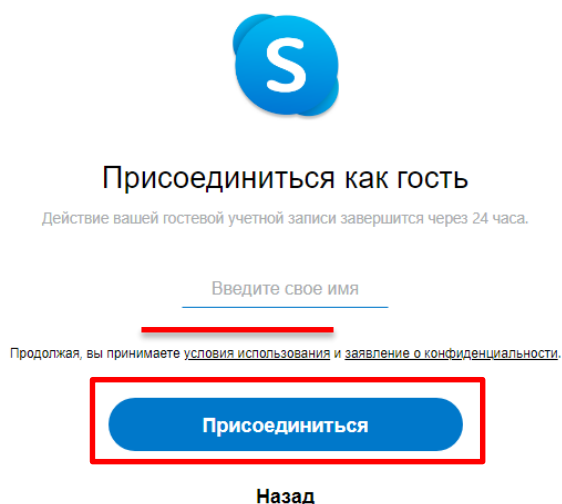 S
Присоединиться как гость
Действие вашей гостевой учетной записи завершится через 24 часа.
Введите свое имя
Продолжая, вы принимаете условия использования и заявление о конфиденциальности.
Присоединиться
Назад